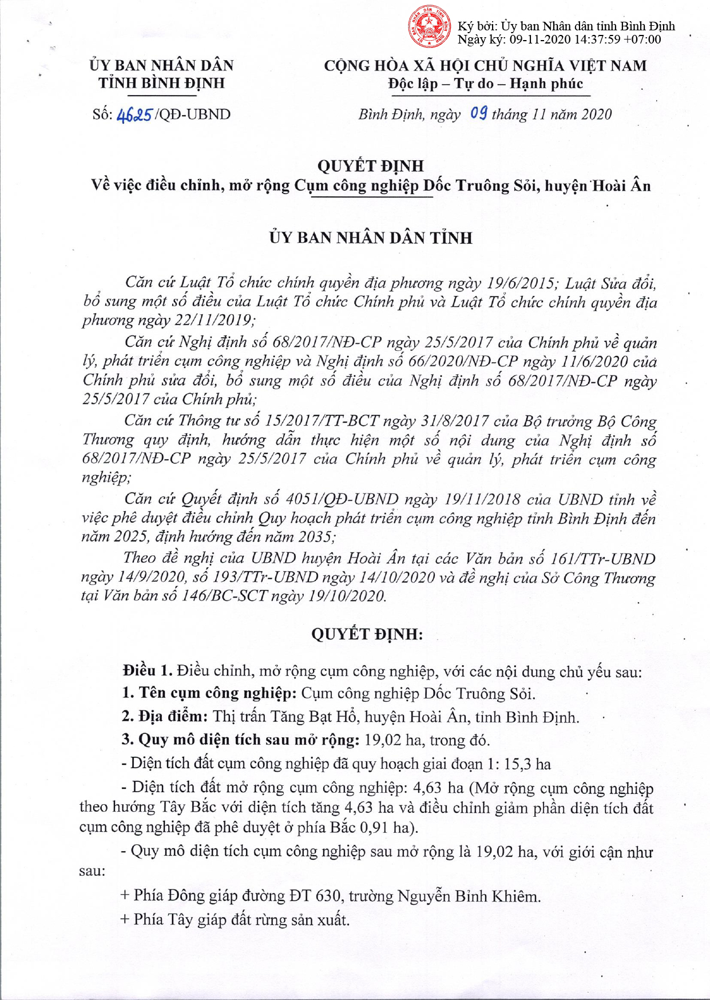 Ký bởi: Ủy ban Nhân dân tỉnh Bình Định
Ngày ký: 09-11-2020 14:37:59 +07:00
ỦY BAN NHÂN DÂN
TỈNH BÌNH ĐỊNH
CỘNG HÒA XÃ HỘI CHỦ NGHĨA VIỆT NAM
Độc lập – Tự do – Hạnh phúc
Số: 4625/QĐ-UBND
Bình Định, ngày 09 tháng 11 năm 2020
QUYẾT ĐỊNH
Về việc điều chỉnh, mở rộng Cụm công nghiệp Dốc Truông Sỏi, huyện Hoài Ân
ỦY BAN NHÂN DÂN TỈNH
Căn cứ Luật Tổ chức chính quyền địa phương ngày 19/6/2015; Luật Sửa đổi,
bổ sung một số điều của Luật Tổ chức Chính phủ và Luật Tổ chức chính quyền địa
phương ngày 22/11/2019;
Căn cứ Nghị định số 68/2017/NĐ-CP ngày 25/5/2017 của Chính phủ về quản
lý, phát triển cụm công nghiệp và Nghị định số 66/2020/NĐ-CP ngày 11/6/2020 của
Chính phủ sửa đổi, bổ sung một số điều của Nghị định số 68/2017/NĐ-CP ngày
25/5/2017 của Chính phủ;
Căn cứ Thông tư số 15/2017/TT-BCT ngày 31/8/2017 của Bộ trưởng Bộ Công
Thương quy định, hướng dẫn thực hiện một số nội dung của Nghị định số
68/2017/NĐ-CP ngày 25/5/2017 của Chính phủ về quản lý, phát triển cụm công
nghiệp;
Căn cứ Quyết định số 4051/QĐ-UBND ngày 19/11/2018 của UBND tỉnh về
việc phê duyệt điều chỉnh Quy hoạch phát triển cụm công nghiệp tỉnh Bình Định đến
năm 2025, định hướng đến năm 2035;
Theo đề nghị của UBND huyện Hoài Ân tại các Văn bản số 161/TTr-UBND
ngày 14/9/2020, số 193/TTr-UBND ngày 14/10/2020 và đề nghị của Sở Công Thương
tại Văn bản số 146/BC-SCT ngày 19/10/2020.
QUYẾT ĐỊNH:
Điều 1. Điều chỉnh, mở rộng cụm công nghiệp, với các nội dung chủ yếu sau:
1. Tên cụm công nghiệp: Cụm công nghiệp Dốc Truông Sỏi.
2. Địa điểm: Thị trấn Tăng Bạt Hổ, huyện Hoài Ân, tỉnh Bình Định.
3. Quy mô diện tích sau mở rộng: 19,02 ha, trong đó.
- Diện tích đất cụm công nghiệp đã quy hoạch giai đoạn 1: 15,3 ha
- Diện tích đất mở rộng cụm công nghiệp: 4,63 ha (Mở rộng cụm công nghiệp
theo hướng Tây Bắc với diện tích tăng 4,63 ha và điều chỉnh giảm phần diện tích đất
cụm công nghiệp đã phê duyệt ở phía Bắc 0,91 ha).
- Quy mô diện tích cụm công nghiệp sau mở rộng là 19,02 ha, với giới cận như
sau:
+ Phía Đông giáp đường ĐT 630, trường Nguyễn Bỉnh Khiêm.
+ Phía Tây giáp đất rừng sản xuất.